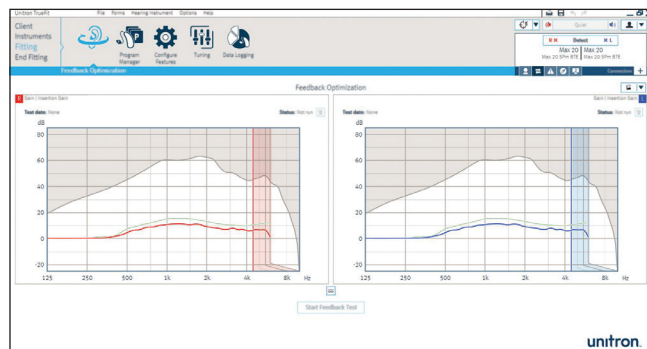 Unitron TrueFit
File Forms Hearing Instrument Options Help
Client
Instruments
Fitting
End Fitting
Program Manager
Configure Features
Tuning
Data Logging
Quiet
Detect
Max 20 Max 20
Max 20 SPm BTE Max 20 SPm BTE
Feedback Optimization
Connection
Feedback Optimization
Gain | Insertion Gain
Gain | Insertion Gain
Test date: None Status: Not run
Test date: None Status: Not run
dB
80
60
40
20
0
-20
125 250 500 1k 2k 4k 8k Hz
dB
80
60
40
20
0
-20
125 250 500 1k 2k 4k 8k Hz
Start Feedback Test
unitron.